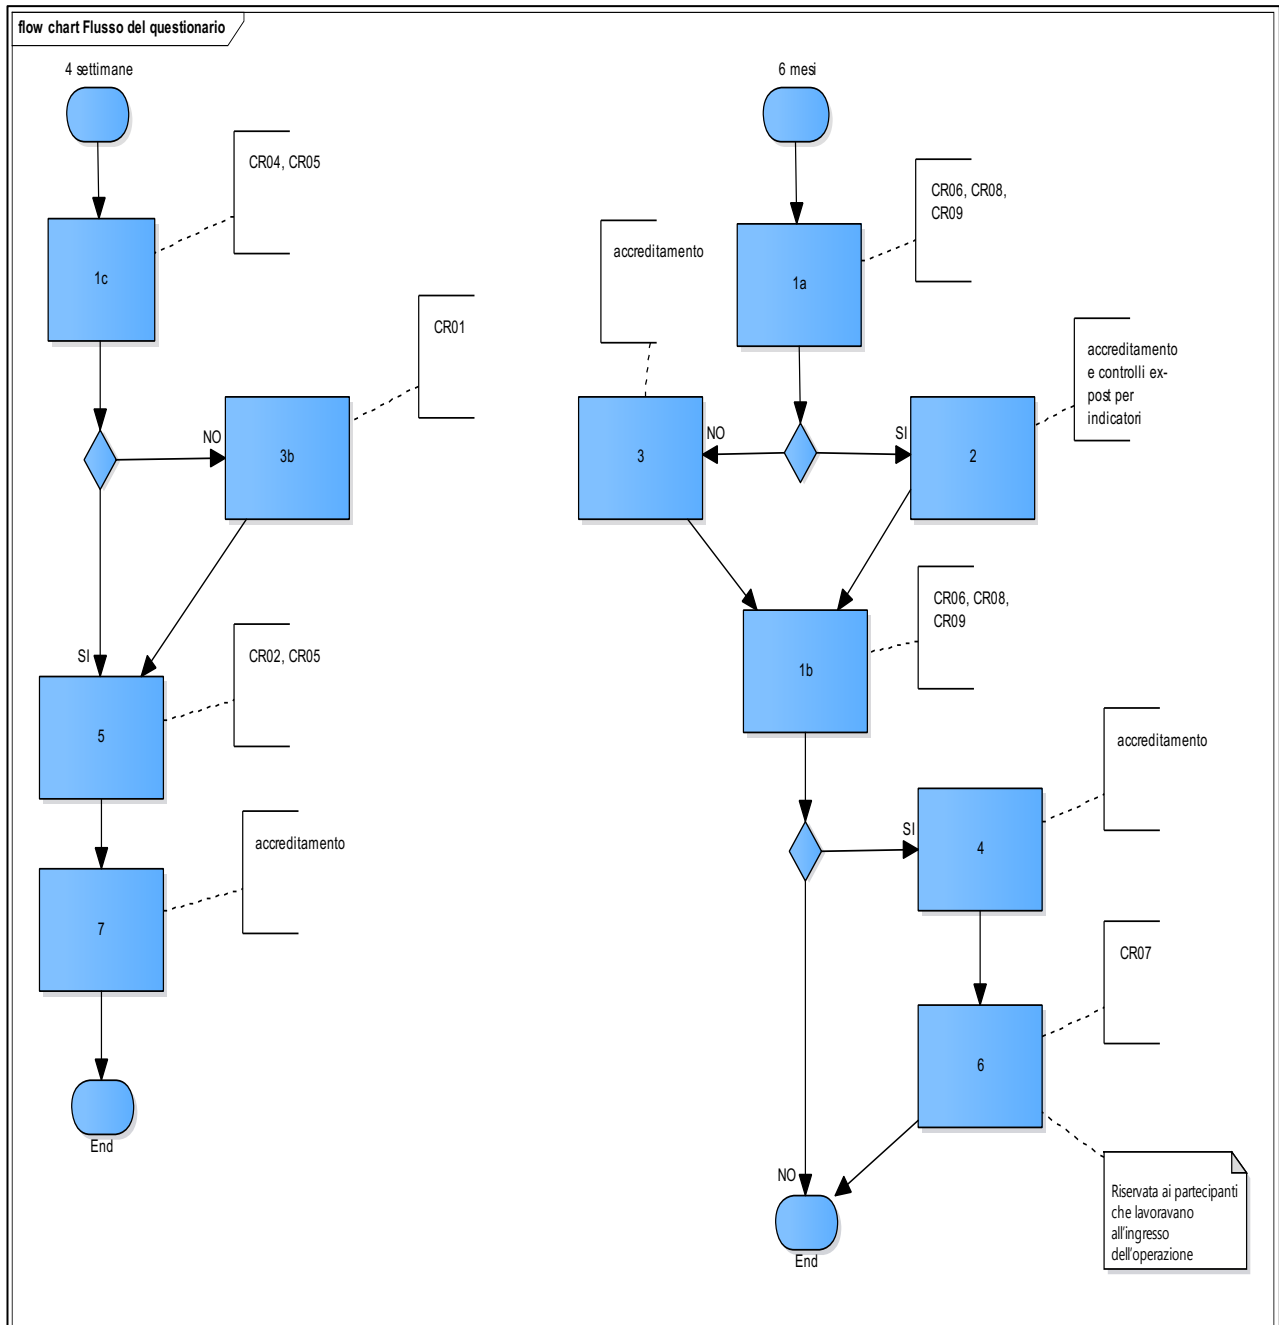 flow chart Flusso del questionario
4 settimane
CR04, CR05
1c
CR01
NO
3b
SI
CR02, CR05
5
accreditamento
7
End
6 mesi
CR06, CR08,
CR09
1a
accreditamento
accreditamento
e controlli ex-
post per
indicatori
NO
SI
3
2
CR06, CR08,
CR09
1b
accreditamento
SI
4
CR07
6
NO
Riservata ai partecipanti
che lavoravano
all'ingresso
dell'operazione
End